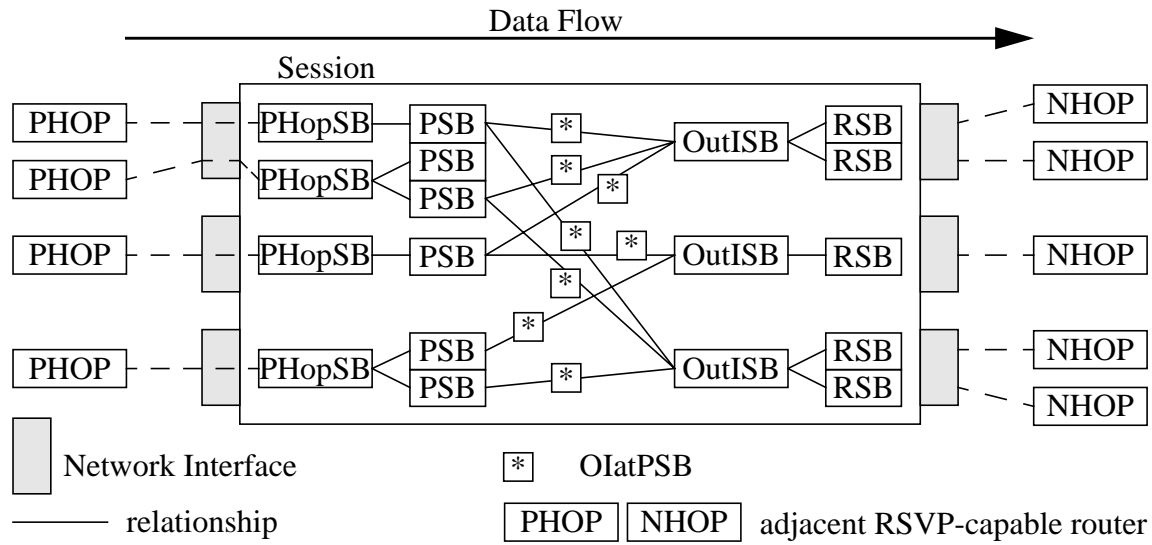 Data Flow
Session
PHOP PHopSB PSB * OutISB RSB NHOP
PSB RSB NHOP
PHOP PHopSB PSB * *
PHOP PHopSB PSB * * OutISB RSB NHOP
*
*
PHOP PHopSB PSB * OutISB RSB NHOP
PSB RSB NHOP
Network Interface * OIatPSB
relationship PHOP NHOP adjacent RSVP-capable router